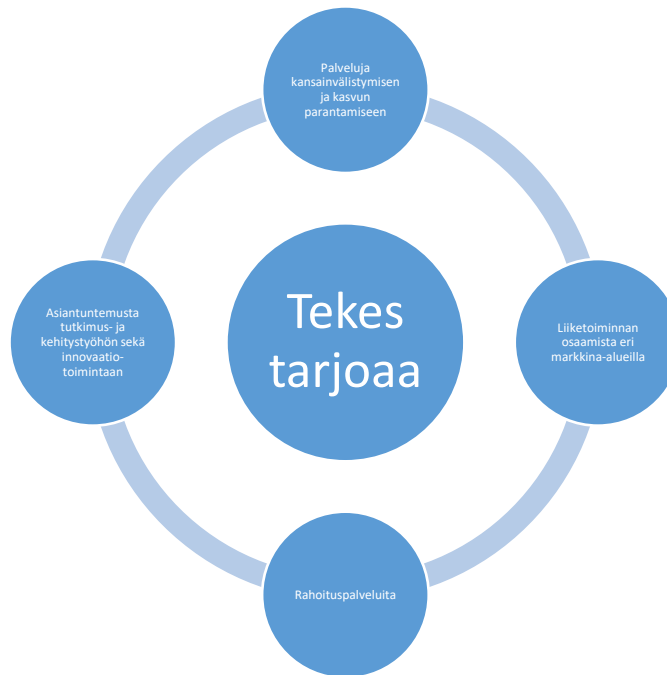 Palveluja
kansainvälistymisen
ja kasvun
parantamiseen
Asiantuntemusta
tutkimus- ja
kehitystyöhön sekä
innovaatio-
toimintaan
Tekes
tarjoaa
Liiketoiminnan
osaamista eri
markkina-alueilla
Rahoituspalveluita